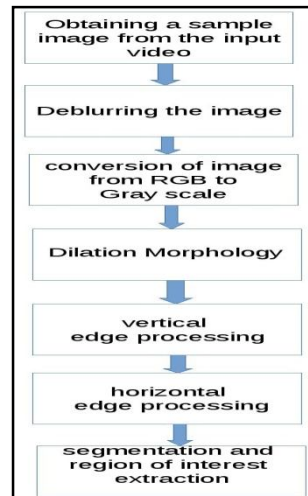 Obtaining a sample
image from the input
video
Deblurring the image
conversion of image
from RGB to
Gray scale
Dilation Morphology
vertical
edge processing
horizontal
edge processing
segmentation and
region of interest
extraction